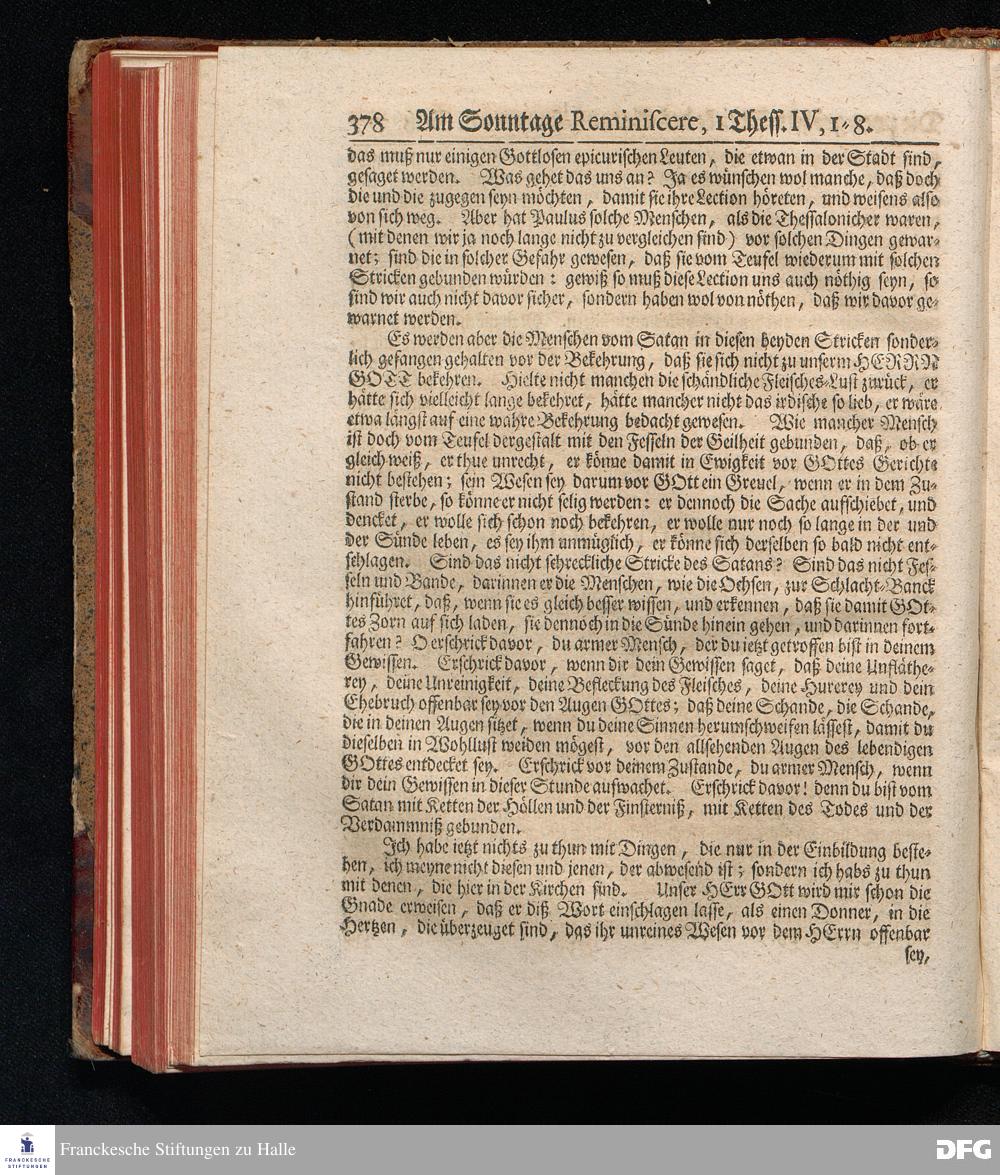 378 Am Sonntage Reminiscere, 1 Thess. IV, 1-8.
das muß nur einigen Gottlosen epicurischen Leuten, die etwan in der Stadt sind,
gesaget werden. Was gehet das uns an? Ja es wünschen wol manche, daß doch
die und die zugegen seyn möchten, damit sie ihre Lection höreten, und weisens also
von sich weg. Aber hat Paulus solche Menschen, als die Thessalonicher waren,
(mit denen wir ja noch lange nicht zu vergleichen sind) vor solchen Dingen gewar-
net; sind die in solcher Gefahr gewesen, daß sie vom Teufel wiederum mit solchen
Stricken gebunden würden: gewiß so muß diese Lection uns auch nöthig seyn, so
sind wir auch nicht davor sicher, sondern haben wol von nöthen, daß wir davor ge-
warnet werden.
Es werden aber die Menschen vom Satan in diesen beyden Stricken sonder-
lich gefangen gehalten vor der Bekehrung, daß sie sich nicht zu unserm HERRN
GOTT bekehren. Hielte nicht manchen die schändliche Fleisches-Lust zurück, er
hätte sich vielleicht lange bekehret, hätte mancher nicht das irdische so lieb, er wäre
etwa längst auf eine wahre Bekehrung bedacht gewesen. Wie mancher Mensch
ist doch vom Teufel dergestalt mit den Fesseln der Geilheit gebunden, daß, ob er
gleich weiß, er thue unrecht, er könne damit in Ewigkeit vor GOttes Gerichte
nicht bestehen; sein Wesen sey darum vor GOtt ein Greuel, wenn er in dem Zu-
stand sterbe, so könne er nicht selig werden: er dennoch die Sache aufschiebet, und
dencket, er wolle sich schon noch bekehren, er wolle nur noch so lange in der und
der Sünde leben, es sey ihm unmüglich, er könne sich derselben so bald nicht ent-
schlagen. Sind das nicht schreckliche Stricke des Satans? Sind das nicht Fes-
seln und Bande, darinnen er die Menschen, wie die Ochsen, zur Schlacht-Banck
hinführet, daß, wenn sie es gleich besser wissen, und erkennen, daß sie damit GOt-
tes Zorn auf sich laden, sie dennoch in die Sünde hinein gehen, und darinnen fort-
fahren? O erschrick davor, du armer Mensch, der du ietzt getroffen bist in deinem
Gewissen. Erschrick davor, wenn dir dein Gewissen saget, daß deine Unfläthe-
rey, deine Unreinigkeit, deine Befleckung des Fleisches, deine Hurerey und dein
Ehebruch offenbar sey vor den Augen GOttes; daß deine Schande, die Schande,
die in deinen Augen sitzet, wenn du deine Sinnen herumschweifen lässest, damit du
dieselben in Wohllust weiden mögest, vor den allsehenden Augen des lebendigen
GOttes entdecket sey. Erschrick vor deinem Zustande, du armer Mensch, wenn
dir dein Gewissen in dieser Stunde aufwachet. Erschrick davor! denn du bist vom
Satan mit Ketten der Höllen und der Finsterniß, mit Ketten des Todes und der
Verdammniß gebunden.
Ich habe ietzt nichts zu thun mit Dingen, die nur in der Einbildung beste-
hen, ich meyne nicht diesen und jenen, der abwesend ist; sondern ich habs zu thun
mit denen, die hier in der Kirchen sind. Unser HErr GOtt wird mir schon die
Gnade erweisen, daß er diß Wort einschlagen lasse, als einen Donner, in die
Hertzen, die überzeuget sind, das ihr unreines Wesen vor dem HErrn offenbar
sey,
FRANCKESCHE
STIFTUNGEN
Franckesche Stiftungen zu Halle
DFG